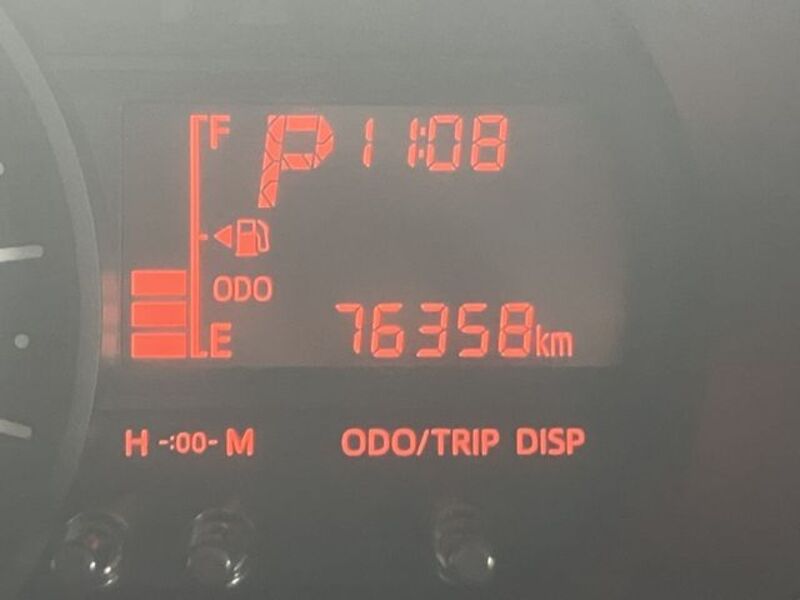 F P 11:08
ODO
E 76358km
H -:00- M ODO/TRIP DISP